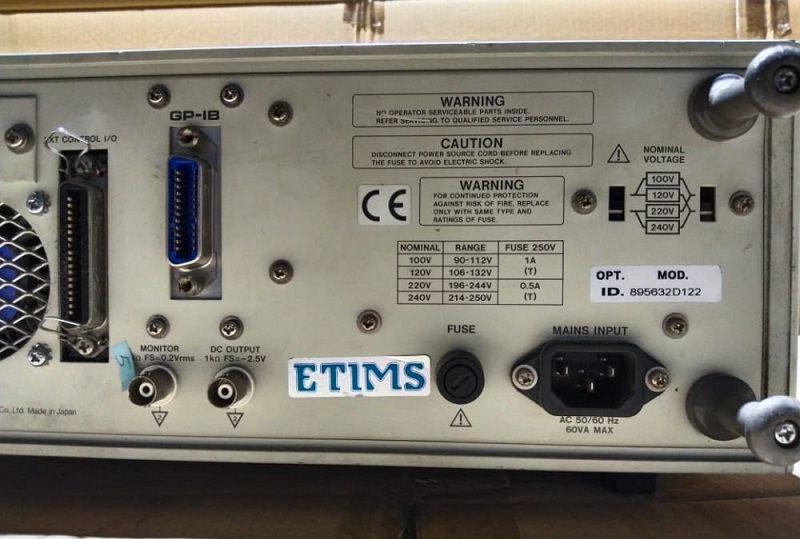 WARNING
NO OPERATOR SERVICEABLE PARTS INSIDE.
REFER SERVICING TO QUALIFIED SERVICE PERSONNEL.
CAUTION
DISCONNECT POWER SOURCE CORD BEFORE REPLACING
THE FUSE TO AVOID ELECTRIC SHOCK.
WARNING
FOR CONTINUED PROTECTION
AGAINST RISK OF FIRE, REPLACE
ONLY WITH SAME TYPE AND
RATINGS OF FUSE.
CE
GP-IB
CONTROL I/O
NOMINAL
VOLTAGE
100V
120V
220V
240V
NOMINAL RANGE FUSE 250V
100V 90-112V 1A
120V 106-132V (T)
220V 196-244V 0.5A
240V 214-250V (T)
OPT. MOD.
ID. 895632D122
MONITOR
FS=0.2Vrms
DC OUTPUT
1kΩ FS=-2.5V
5
2
2
ETIMS
FUSE
MAINS INPUT
AC 50/60 Hz
60VA MAX
Co., Ltd. Made in Japan